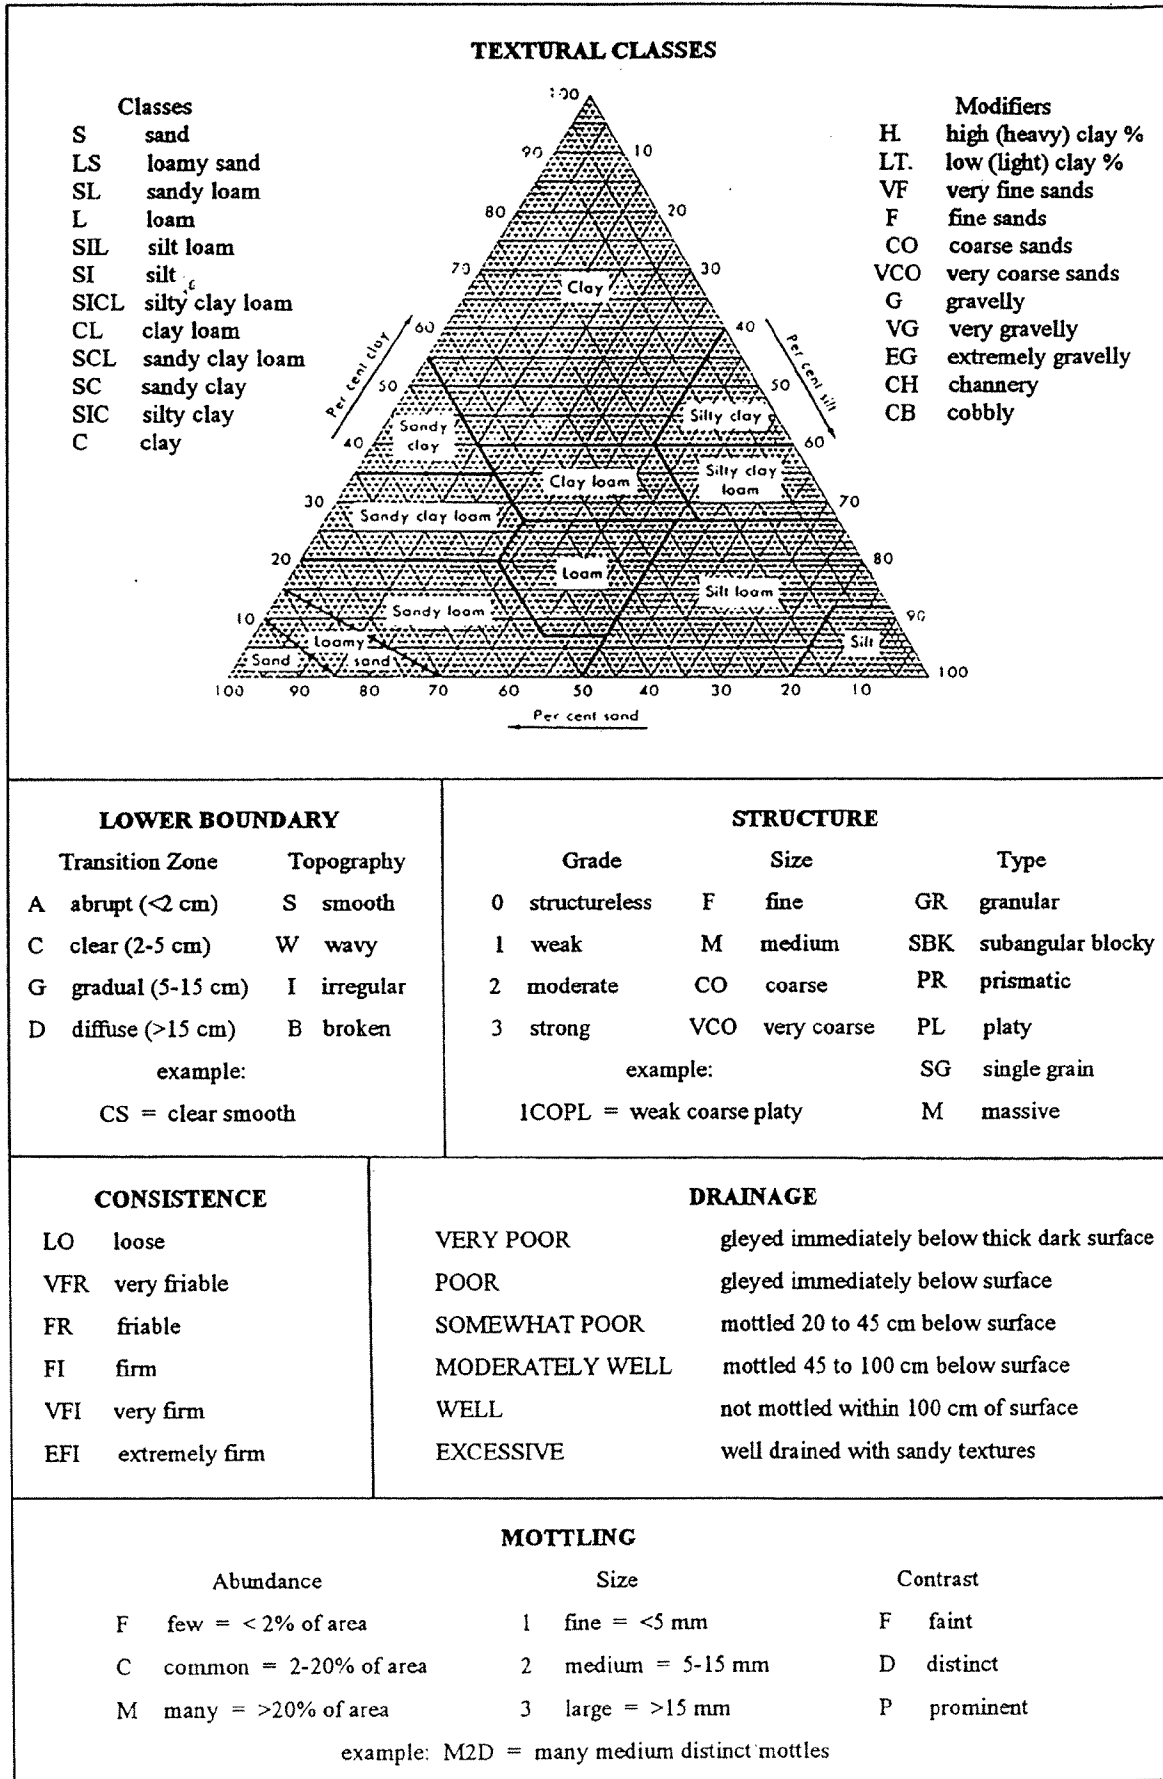 TEXTURAL CLASSES
Classes
S sand
LS loamy sand
SL sandy loam
L loam
SIL silt loam
SI silt
SICL silty clay loam
CL clay loam
SCL sandy clay loam
SC sandy clay
SIC silty clay
C clay
Modifiers
H. high (heavy) clay %
LT. low (light) clay %
VF very fine sands
F fine sands
CO coarse sands
VCO very coarse sands
G gravelly
VG very gravelly
EG extremely gravelly
CH channery
CB cobbly
100
90 10
80 20
70 30
Clay
60 40
Per cent clay
Per cent silt
50 50
Sandy clay
Silty clay
40 60
Clay loam
Silty clay loam
30 70
Sandy clay loam
20 80
Loam
Silt loam
Sandy loam
10 90
Sand
Loamy sand
Silt
100 90 80 70 60 50 40 30 20 10 100
Per cent sand
LOWER BOUNDARY
Transition Zone Topography
A abrupt (<2 cm) S smooth
C clear (2-5 cm) W wavy
G gradual (5-15 cm) I irregular
D diffuse (>15 cm) B broken
example:
CS = clear smooth
STRUCTURE
Grade Size Type
0 structureless F fine GR granular
1 weak M medium SBK subangular blocky
2 moderate CO coarse PR prismatic
3 strong VCO very coarse PL platy
example: SG single grain
1COPL = weak coarse platy M massive
CONSISTENCE
LO loose
VFR very friable
FR friable
FI firm
VFI very firm
EFI extremely firm
DRAINAGE
VERY POOR gleyed immediately below thick dark surface
POOR gleyed immediately below surface
SOMEWHAT POOR mottled 20 to 45 cm below surface
MODERATELY WELL mottled 45 to 100 cm below surface
WELL not mottled within 100 cm of surface
EXCESSIVE well drained with sandy textures
MOTTLING
Abundance Size Contrast
F few = < 2% of area 1 fine = <5 mm F faint
C common = 2-20% of area 2 medium = 5-15 mm D distinct
M many = >20% of area 3 large = >15 mm P prominent
example: M2D = many medium distinct mottles